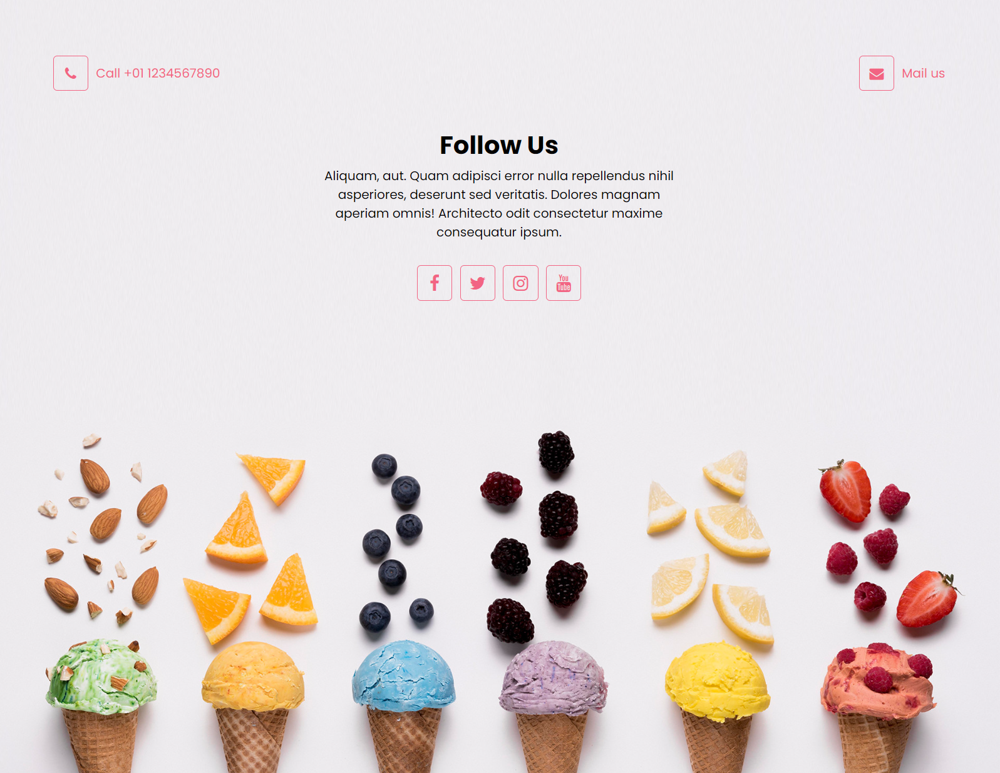 Call +01 1234567890
Mail us
Follow Us
Aliquam, aut. Quam adipisci error nulla repellendus nihil
asperiores, deserunt sed veritatis. Dolores magnam
aperiam omnis! Architecto odit consectetur maxime
consequatur ipsum.
You
Tube